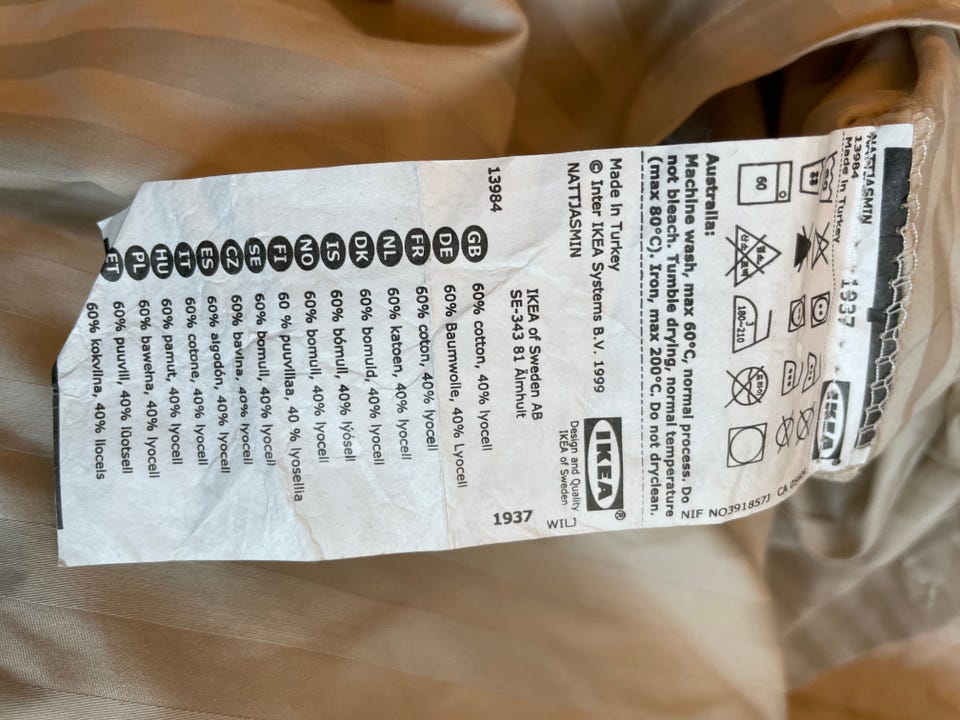 NATTJASMIN
13984
Made in Turkey
1937
IKEA
60
3
180~210
NIF NO391857J
Australia:
Machine wash, max 60°C, normal process. Do
not bleach. Tumble drying, normal temperature
(max 80°C). Iron, max 200°C. Do not dryclean.
Made in Turkey
© Inter IKEA Systems B.V. 1999
NATTJASMIN
IKEA®
Design and Quality
IKEA of Sweden
WILJ
IKEA of Sweden AB
SE-343 81 Älmhult
13984
1937
GB 60% cotton, 40% lyocell
DE 60% Baumwolle, 40% Lyocell
FR 60% coton, 40% lyocell
NL 60% katoen, 40% lyocell
DK 60% bomuld, 40% lyocell
IS 60% bómull, 40% lýósell
NO 60% bomull, 40% lyocell
FI 60 % puuvillaa, 40 % lyosellia
SE 60% bomull, 40% lyocell
CZ 60% bavlna, 40% lyocell
ES 60% algodón, 40% lyocell
IT 60% cotone, 40% lyocell
HU 60% pamut, 40% lyocell
PL 60% bawełna, 40% lyocell
ET 60% puuvill, 40% lüotsell
60% kokvilna, 40% liocels